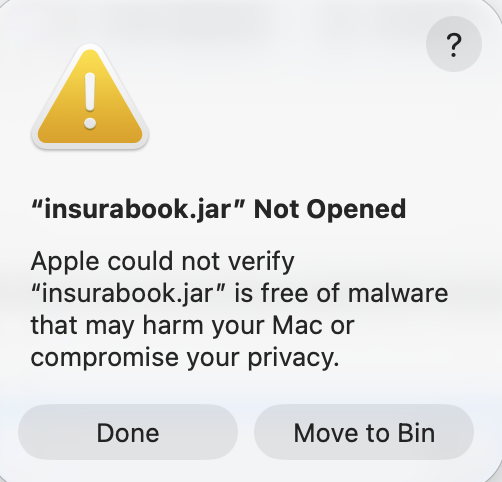 ?
“insurabook.jar” Not Opened
Apple could not verify
“insurabook.jar” is free of malware
that may harm your Mac or
compromise your privacy.
Done
Move to Bin